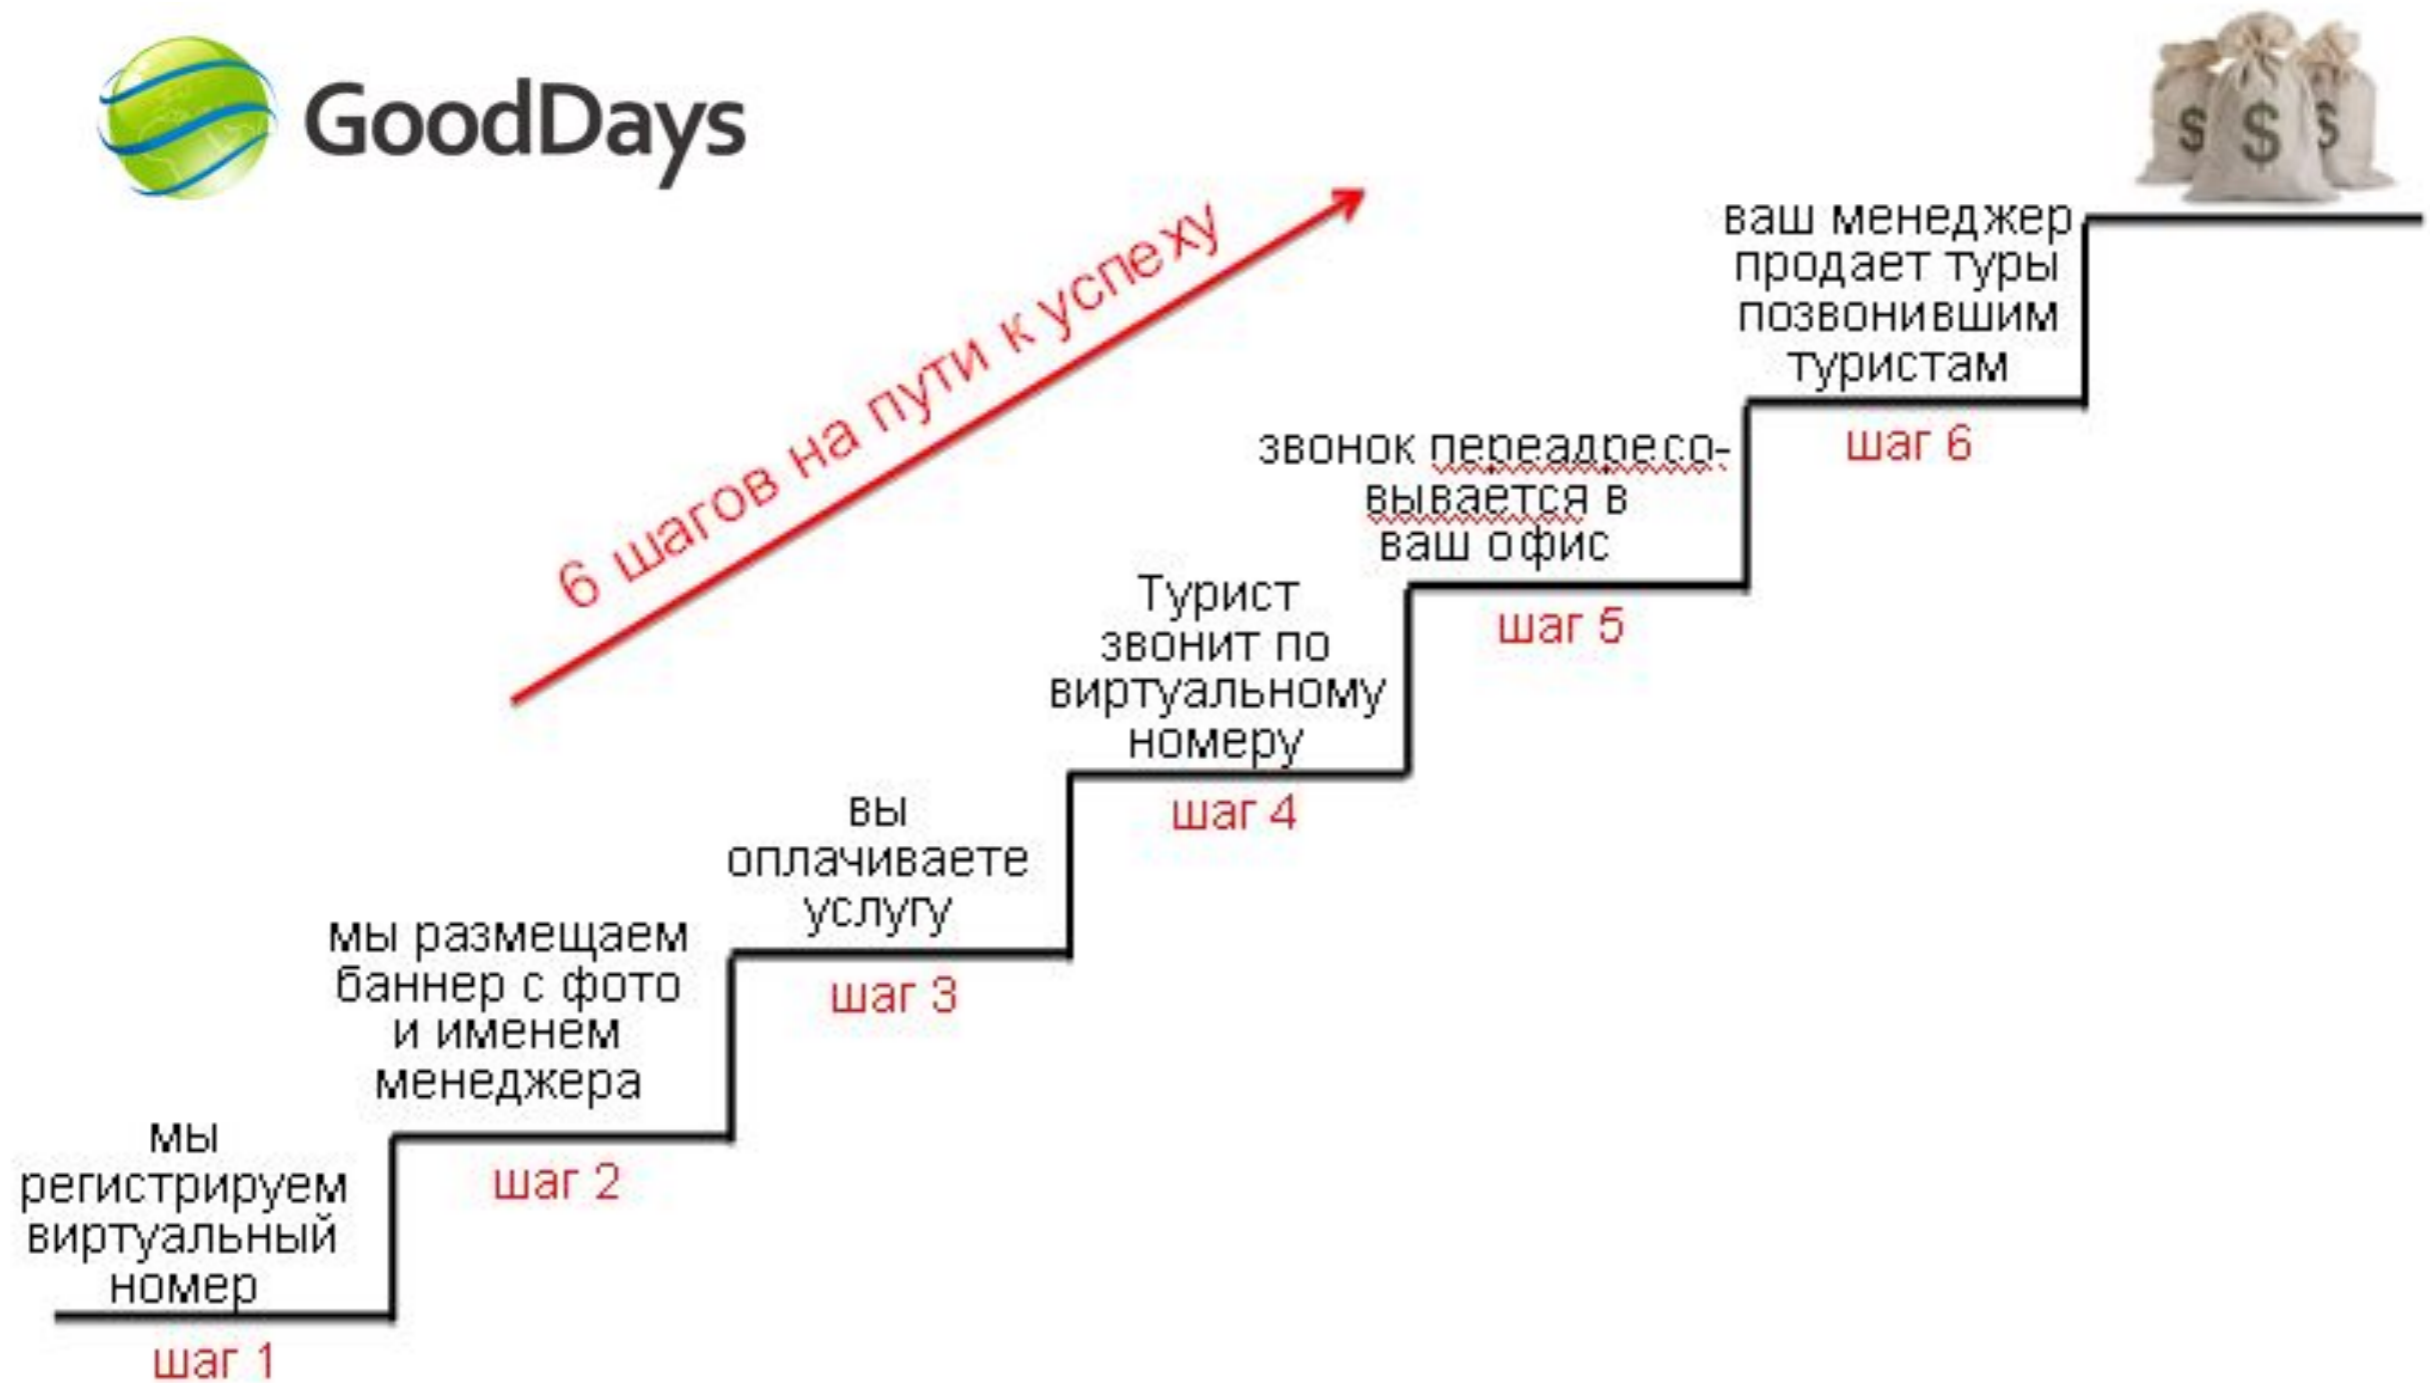 GoodDays
6 шагов на пути к успеху
мы
регистрируем
виртуальный
номер
шаг 1
мы размещаем
баннер с фото
и именем
менеджера
шаг 2
вы
оплачиваете
услугу
шаг 3
Турист
звонит по
виртуальному
номеру
шаг 4
звонок переадресо-
вывается в
ваш офис
шаг 5
ваш менеджер
продает туры
позвонившим
туристам
шаг 6
$ $ $